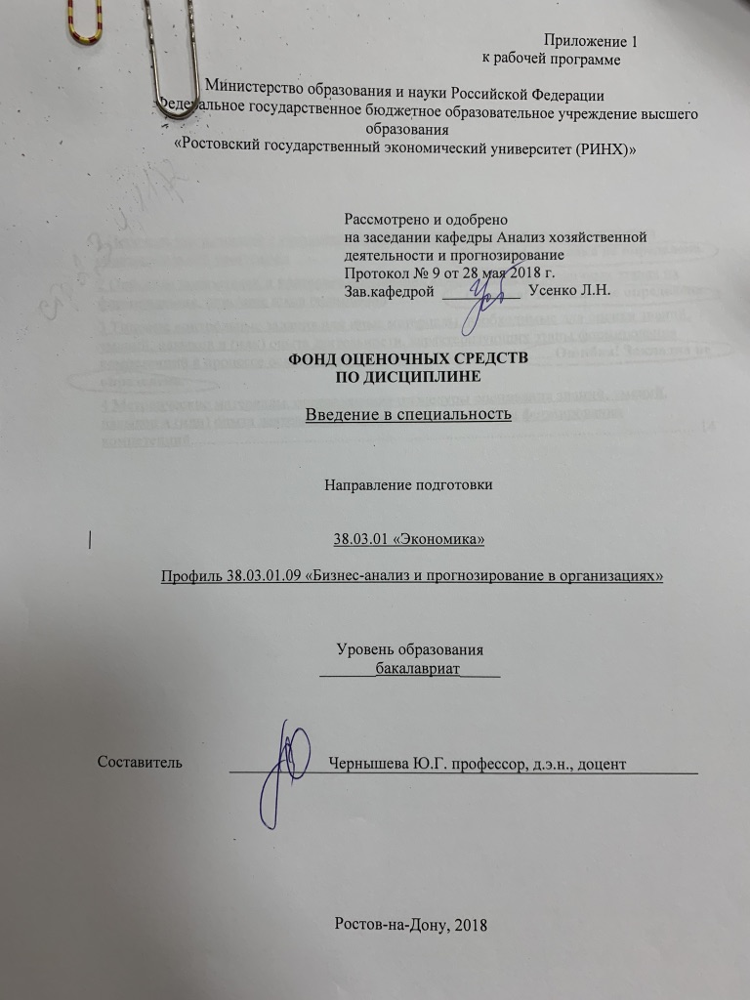 Приложение 1
к рабочей программе
Министерство образования и науки Российской Федерации
Федеральное государственное бюджетное образовательное учреждение высшего
образования
«Ростовский государственный экономический университет (РИНХ)»
Рассмотрено и одобрено
на заседании кафедры Анализ хозяйственной
деятельности и прогнозирование
Протокол № 9 от 28 мая 2018 г.
Зав.кафедрой Усенко Л.Н.
ФОНД ОЦЕНОЧНЫХ СРЕДСТВ
ПО ДИСЦИПЛИНЕ
Введение в специальность
Направление подготовки
38.03.01 «Экономика»
Профиль 38.03.01.09 «Бизнес-анализ и прогнозирование в организациях»
Уровень образования
бакалавриат
Составитель Чернышева Ю.Г. профессор, д.э.н., доцент
Ростов-на-Дону, 2018